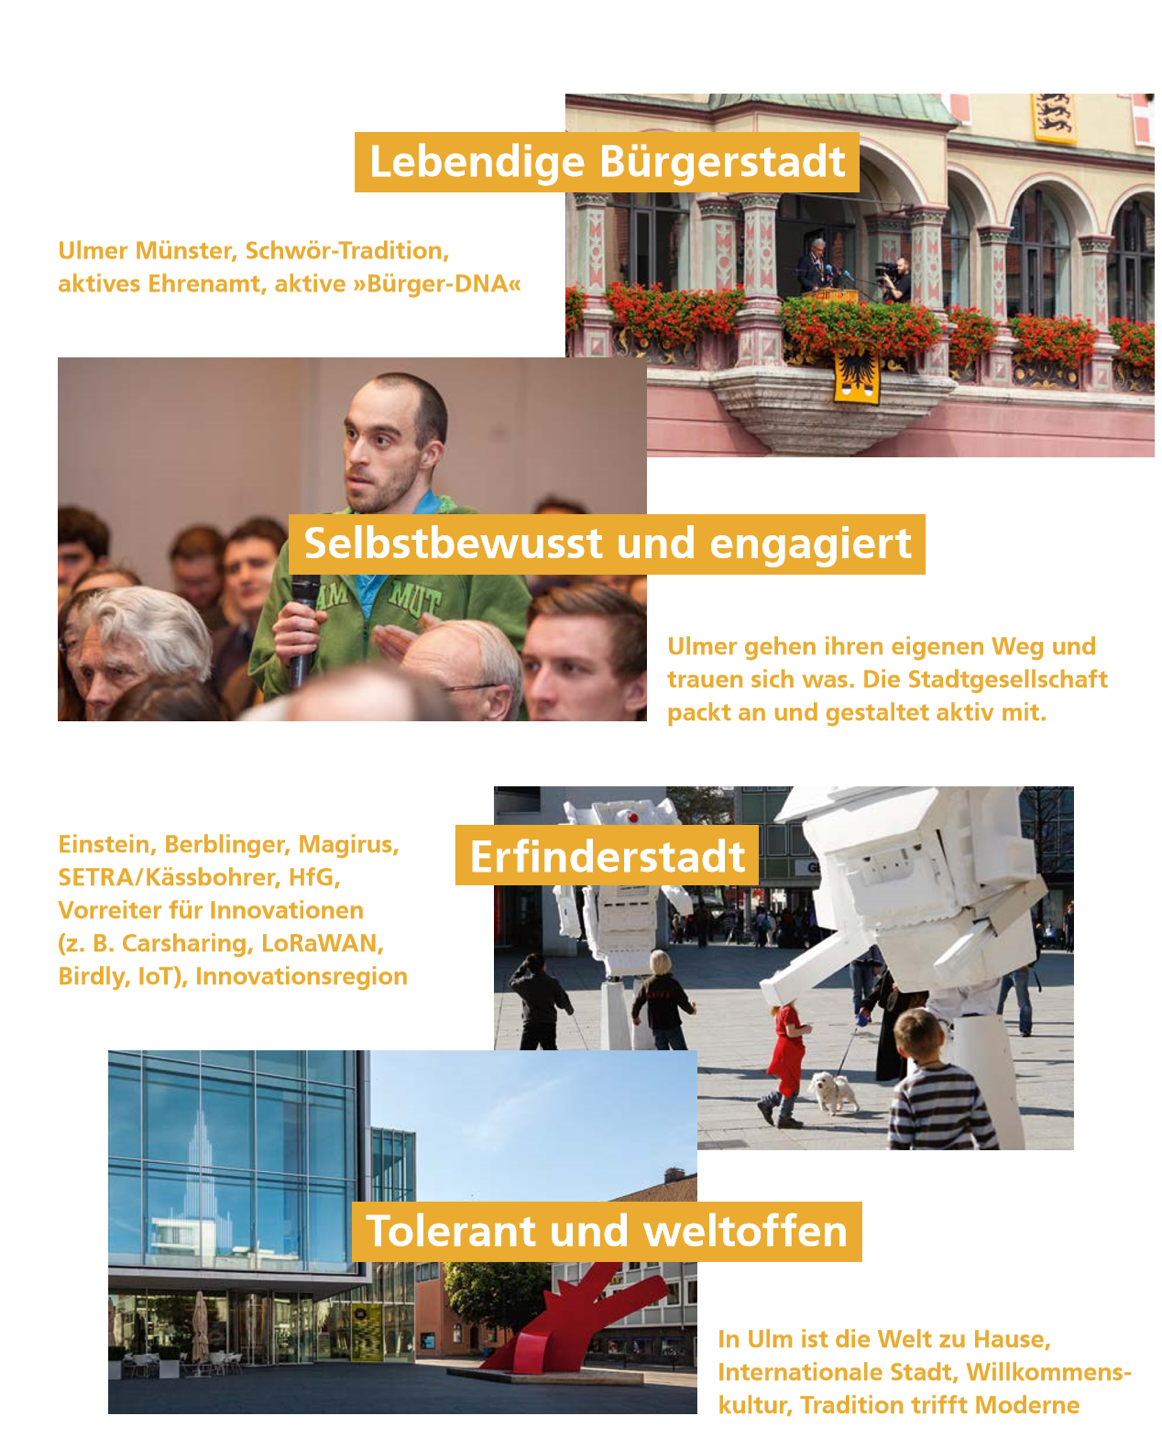 Lebendige Bürgerstadt
Ulmer Münster, Schwör-Tradition,
aktives Ehrenamt, aktive »Bürger-DNA«
Selbstbewusst und engagiert
AM MUT
Ulmer gehen ihren eigenen Weg und
trauen sich was. Die Stadtgesellschaft
packt an und gestaltet aktiv mit.
Erfinderstadt
Einstein, Berblinger, Magirus,
SETRA/Kässbohrer, HfG,
Vorreiter für Innovationen
(z. B. Carsharing, LoRaWAN,
Birdly, IoT), Innovationsregion
Tolerant und weltoffen
In Ulm ist die Welt zu Hause,
Internationale Stadt, Willkommens-
kultur, Tradition trifft Moderne